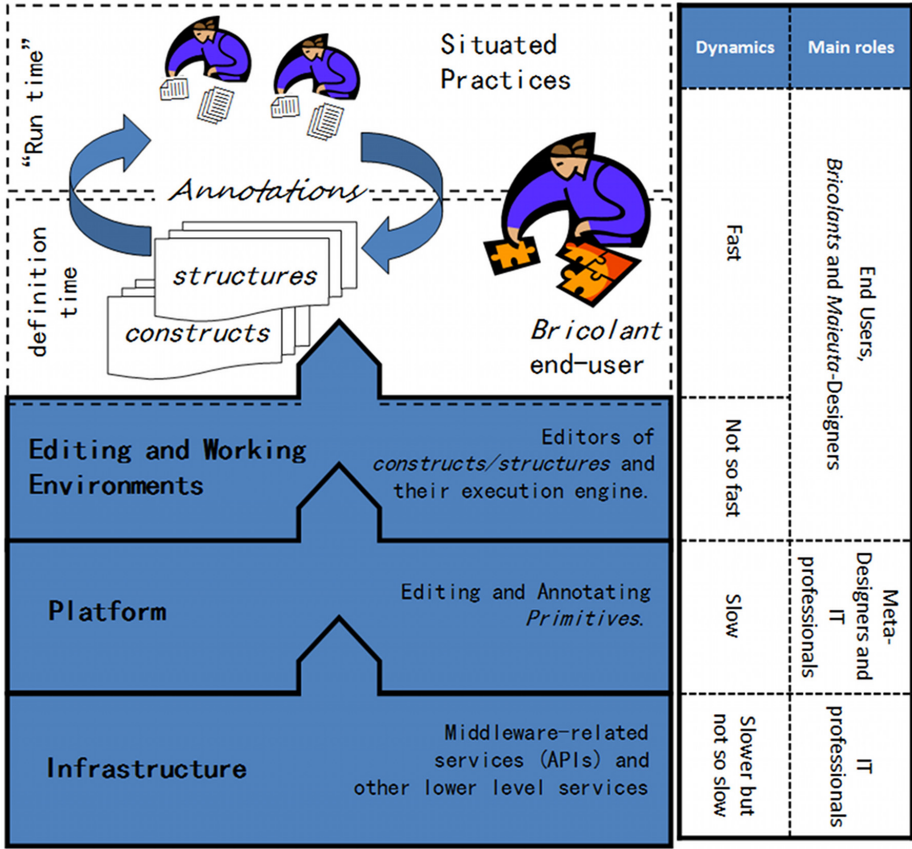 “Run time”
Situated
Practices
Annotations
definition
time
structures
constructs
Bricolant
end-user
Editing and Working
Environments
Editors of
constructs/structures and
their execution engine.
Platform
Editing and Annotating
Primitives.
Infrastructure
Middleware-related
services (APIs) and
other lower level services
Dynamics
Main roles
Fast
End Users,
Bricolants and Maieuta-Designers
Not so fast
Slow
Meta-
Designers and
IT
professionals
Slower but
not so slow
IT
professionals